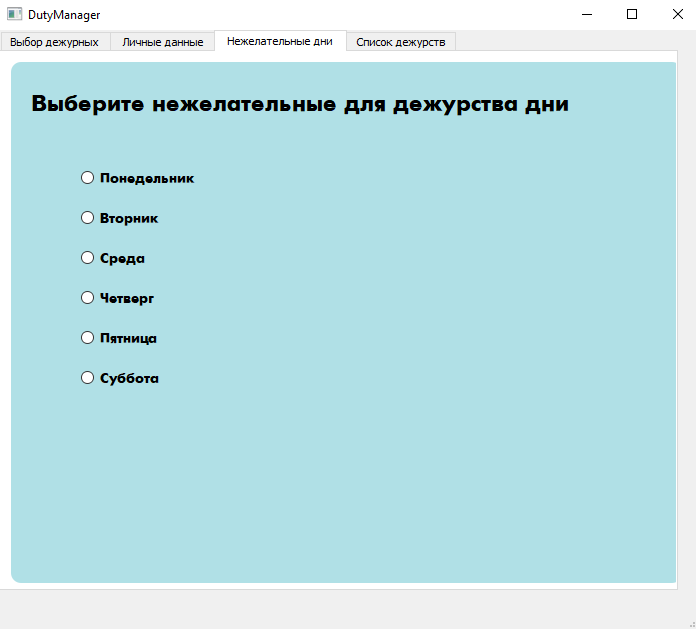 DutyManager
Выбор дежурных Личные данные Нежелательные дни Список дежурств
Выберите нежелательные для дежурства дни
Понедельник
Вторник
Среда
Четверг
Пятница
Суббота